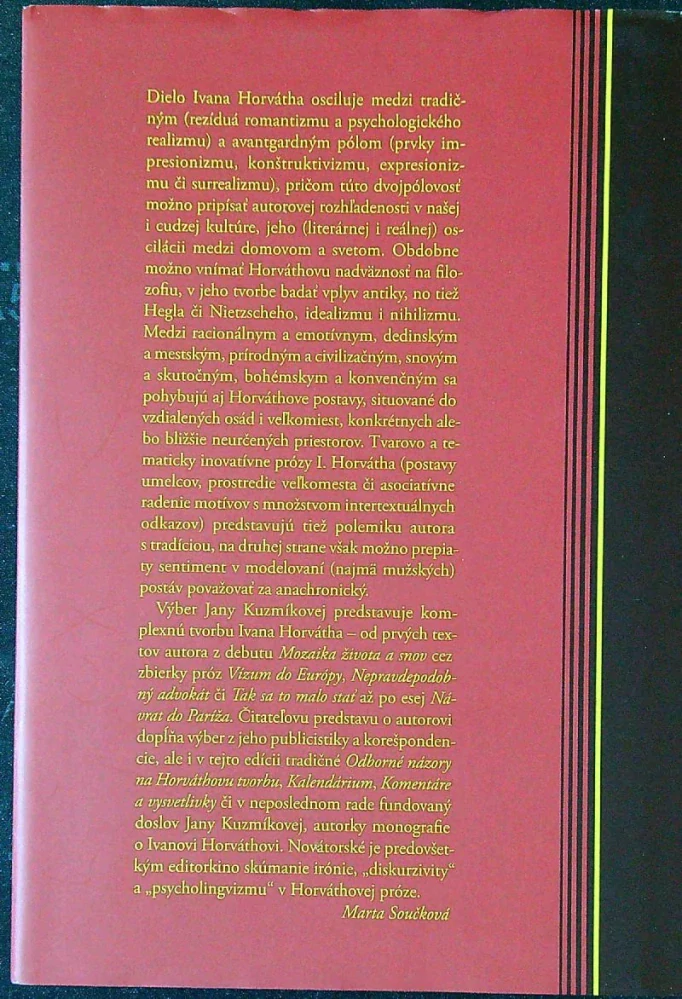 Dielo Ivana Horvátha osciluje medzi tradič-
ným (rezíduá romantizmu a psychologického
realizmu) a avantgardným pólom (prvky im-
presionizmu, konštruktivizmu, expresioniz-
mu či surrealizmu), pričom túto dvojpólovosť
možno pripísať autorovej rozhľadenosti v našej
i cudzej kultúre, jeho (literárnej i reálnej) os-
cilácii medzi domovom a svetom. Obdobne
možno vnímať Horváthovu nadväznosť na filo-
zofiu, v jeho tvorbe badať vplyv antiky, no tiež
Hegla či Nietzscheho, idealizmu i nihilizmu.
Medzi racionálnym a emotívnym, dedinským
a mestským, prírodným a civilizačným, snovým
a skutočným, bohémskym a konvenčným sa
pohybujú aj Horváthove postavy, situované do
vzdialených osád i veľkomiest, konkrétnych ale-
bo bližšie neurčených priestorov. Tvarovo a te-
maticky inovatívne prózy I. Horvátha (postavy
umelcov, prostredie veľkomesta či asociatívne
radenie motívov s množstvom intertextuálnych
odkazov) predstavujú tiež polemiku autora
s tradíciou, na druhej strane však možno prepia-
ty sentiment v modelovaní (najmä mužských)
postáv považovať za anachronický.
Výber Jany Kuzmíkovej predstavuje kom-
plexnú tvorbu Ivana Horvátha – od prvých tex-
tov autora z debutu Mozaika života a snov cez
zbierky próz Vízum do Európy, Nepravdepodob-
ný advokát či Tak sa to malo stať až po esej Ná-
vrat do Paríža. Čitateľovu predstavu o autorovi
dopĺňa výber z jeho publicistiky a koreešponden-
cie, ale i v tejto edícii tradičné Odborné názory
na Horváthovu tvorbu, Kalendárium, Komentáre
a vysvetlivky či v neposlednom rade fundovaný
doslov Jany Kuzmíkovej, autorky monografie
o Ivanovi Horváthovi. Novátorské je predovšet-
kým editorkino skúmanie irónie, „diskurzivity“
a „psycholingvizmu“ v Horváthovej próze.
Marta Součková